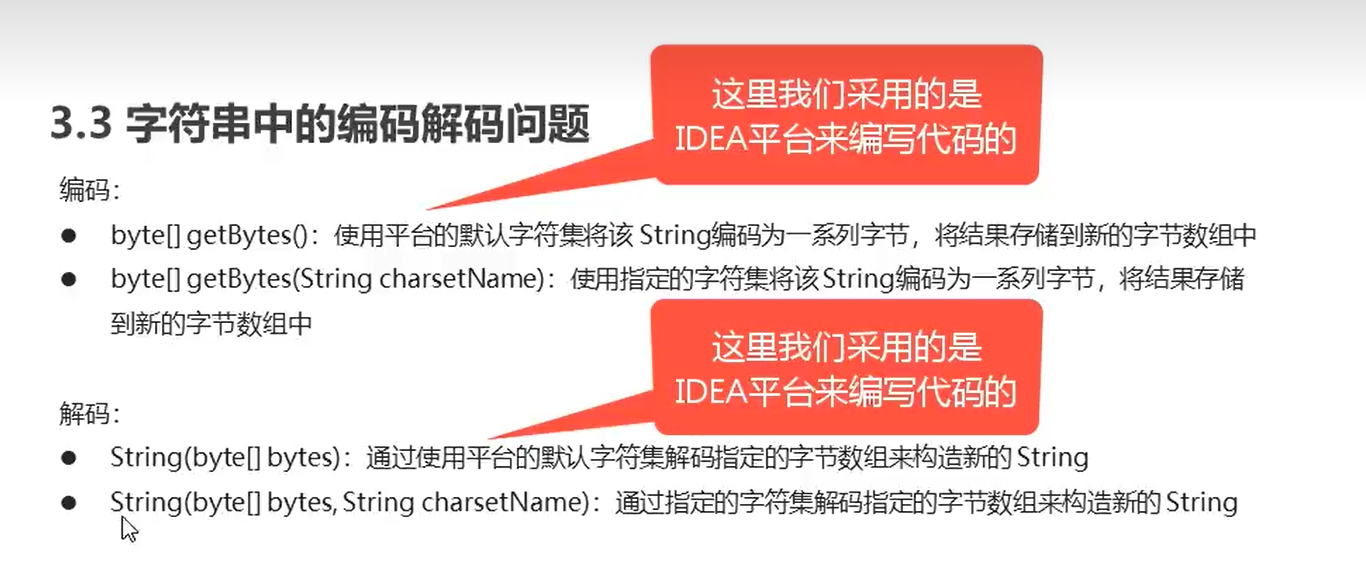 这里我们采用的是
IDEA平台来编写代码的
3.3 字符串中的编码解码问题
编码：
● byte[] getBytes()：使用平台的默认字符集将该 String编码为一系列字节，将结果存储到新的字节数组中
● byte[] getBytes(String charsetName)：使用指定的字符集将该 String编码为一系列字节，将结果存储
到新的字节数组中
这里我们采用的是
IDEA平台来编写代码的
解码：
● String(byte[] bytes)：通过使用平台的默认字符集解码指定的字节数组来构造新的 String
● String(byte[] bytes, String charsetName)：通过指定的字符集解码指定的字节数组来构造新的 String